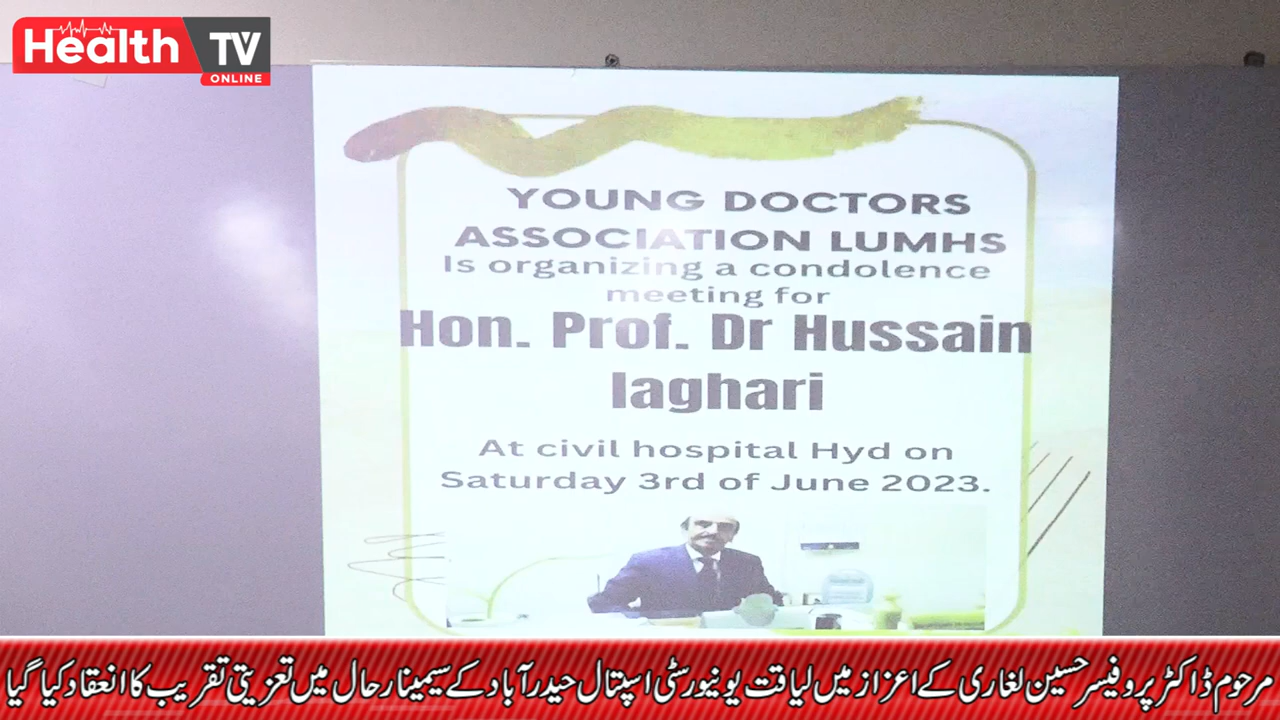 Health TV
ONLINE
YOUNG DOCTORS
ASSOCIATION LUMHS
Is organizing a condolence
meeting for
Hon. Prof. Dr Hussain
laghari
At civil hospital Hyd on
Saturday 3rd of June 2023.
مرحوم ڈاکٹر پروفیسر حسین لغاری کے اعزاز میں لیاقت یونیورسٹی اسپتال حیدرآباد کے سیمینار حال میں تعزیتی تقریب کا انعقاد کیا گیا